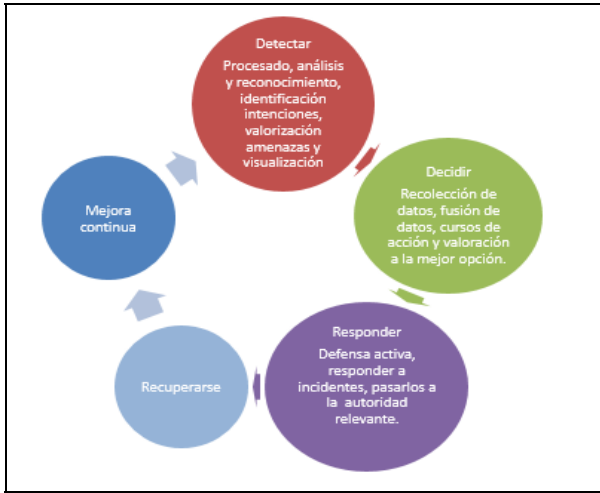 Detectar
Procesado, análisis
y reconocimiento,
identificación
intenciones,
valorización
amenazas y
visualización
Decidir
Recolección de
datos, fusión de
datos, cursos de
acción y valoración
a la mejor opción.
Responder
Defensa activa,
responder a
incidentes, pasarlos a
la autoridad
relevante.
Recuperarse
Mejora
continua